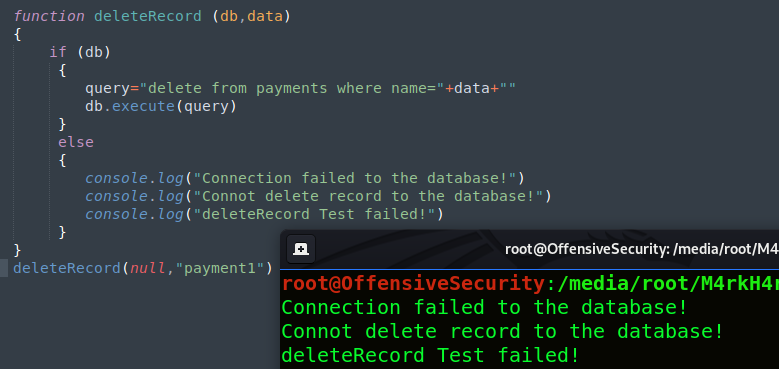 function deleteRecord (db,data)
{
if (db)
{
query="delete from payments where name="+data+""
db.execute(query)
}
else
{
console.log("Connection failed to the database!")
console.log("Connot delete record to the database!")
console.log("deleteRecord Test failed!")
}
}
deleteRecord(null,"payment1")
root@OffensiveSecurity: /media/root/M4
root@OffensiveSecurity:/media/root/M4rkH4r
Connection failed to the database!
Connot delete record to the database!
deleteRecord Test failed!